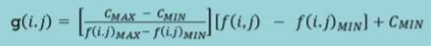 g(i.j) = [ (C_MAX − C_MIN) / (f(i.j)_MAX − f(i.j)_MIN) ] [f(i,j) − f(i.j)_MIN] + C_MIN